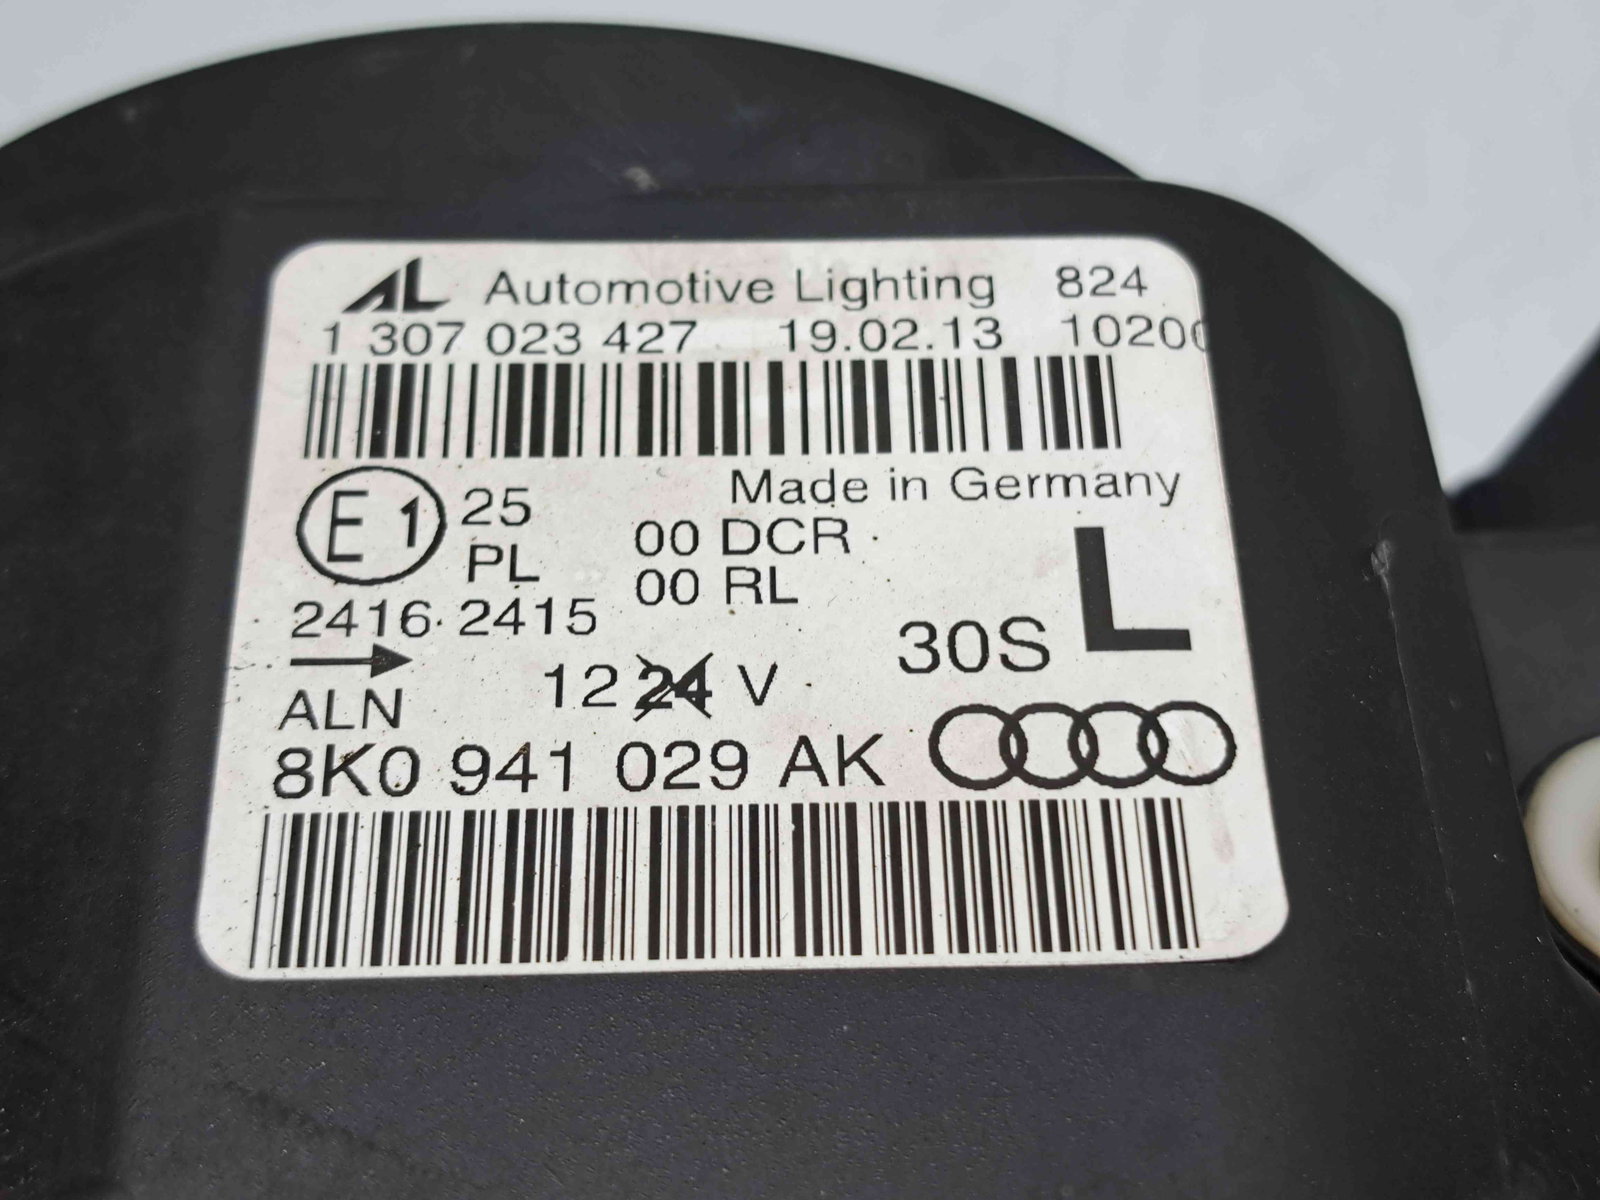 AL Automotive Lighting 824
1 307 023 427 19.02.13 10200
Made in Germany
E1 25 00 DCR
PL 00 RL L
2416 · 2415 30S
12 24 V
ALN
8K0 941 029 AK